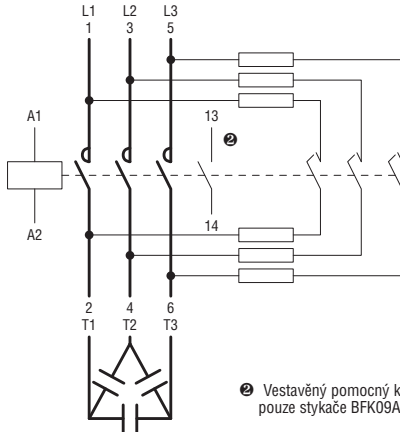 L1 L2 L3
1 3 5
A1
13
❷
14
A2
2 4 6
T1 T2 T3
❷ Vestavěný pomocný
pouze stykače BFK09A